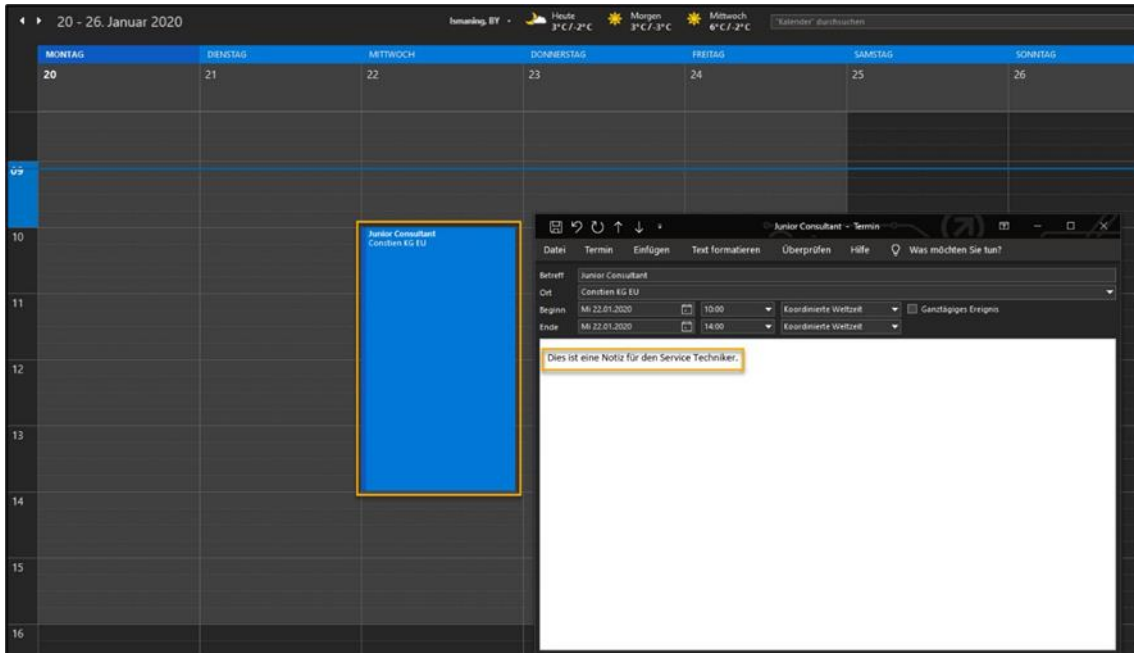 20 - 26. Januar 2020
Ismaning, BY
Heute
3°C/-2°C
Morgen
3°C/-3°C
Mittwoch
6°C/-2°C
"Kalender" durchsuchen
MONTAG DIENSTAG MITTWOCH DONNERSTAG FREITAG SAMSTAG SONNTAG
20 21 22 23 24 25 26
09
10
Junior Consultant
Constien KG EU
11
12
13
14
15
16
Junior Consultant - Termin
Datei Termin Einfügen Text formatieren Überprüfen Hilfe Was möchten Sie tun?
Betreff Junior Consultant
Ort Constien KG EU
Beginn Mi 22.01.2020 10:00 Koordinierte Weltzeit Ganztägiges Ereignis
Ende Mi 22.01.2020 14:00 Koordinierte Weltzeit
Dies ist eine Notiz für den Service Techniker.